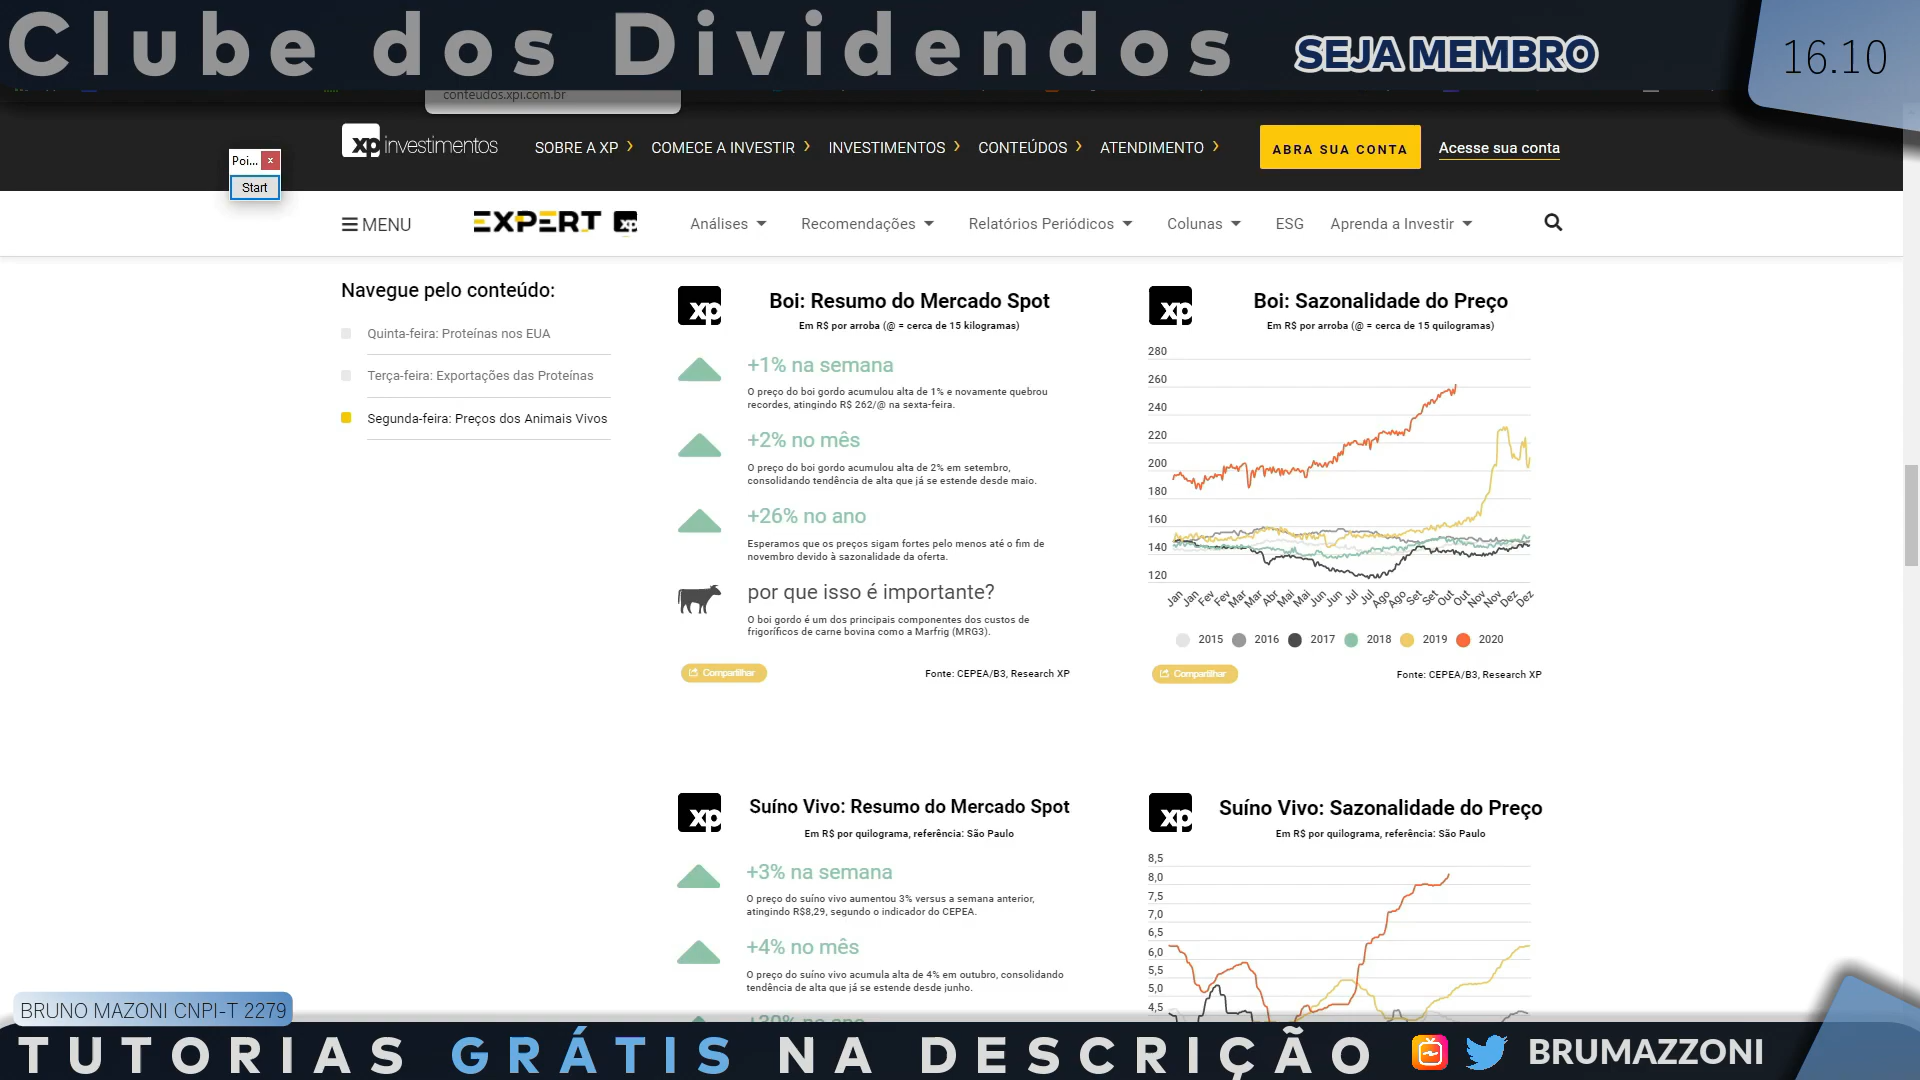 Clube dos Dividendos
SEJA MEMBRO
16.10
conteudos.xpi.com.br
Poi... x
Start
xp investimentos
SOBRE A XP
COMECE A INVESTIR
INVESTIMENTOS
CONTEÚDOS
ATENDIMENTO
ABRA SUA CONTA
Acesse sua conta
MENU
EXPERT xp
Análises
Recomendações
Relatórios Periódicos
Colunas
ESG
Aprenda a Investir
Navegue pelo conteúdo:
Quinta-feira: Proteínas nos EUA
Terça-feira: Exportações das Proteínas
Segunda-feira: Preços dos Animais Vivos
xp
Boi: Resumo do Mercado Spot
Em R$ por arroba (@ = cerca de 15 kilogramas)
+1% na semana
O preço do boi gordo acumulou alta de 1% e novamente quebrou
recordes, atingindo R$ 262/@ na sexta-feira.
+2% no mês
O preço do boi gordo acumulou alta de 2% em setembro,
consolidando tendência de alta que já se estende desde maio.
+26% no ano
Esperamos que os preços sigam fortes pelo menos até o fim de
novembro devido à sazonalidade da oferta.
por que isso é importante?
O boi gordo é um dos principais componentes dos custos de
frigoríficos de carne bovina como a Marfrig (MRG3).
Compartilhar
Fonte: CEPEA/B3, Research XP
xp
Boi: Sazonalidade do Preço
Em R$ por arroba (@ = cerca de 15 quilogramas)
280
260
240
220
200
180
160
140
120
Jan Jan Fev Fev Mar Mar Abr Mai Mai Jun Jun Jul Jul Ago Ago Set Set Out Out Nov Nov Dez Dez
2015 2016 2017 2018 2019 2020
Compartilhar
Fonte: CEPEA/B3, Research XP
xp
Suíno Vivo: Resumo do Mercado Spot
Em R$ por quilograma, referência: São Paulo
+3% na semana
O preço do suíno vivo aumentou 3% versus a semana anterior,
atingindo R$8,29, segundo o indicador do CEPEA.
+4% no mês
O preço do suíno vivo acumula alta de 4% em outubro, consolidando
tendência de alta que já se estende desde junho.
xp
Suíno Vivo: Sazonalidade do Preço
Em R$ por quilograma, referência: São Paulo
8,5
8,0
7,5
7,0
6,5
6,0
5,5
5,0
4,5
BRUNO MAZONI CNPI-T 2279
TUTORIAS GRÁTIS NA DESCRIÇÃO
BRUMAZZONI